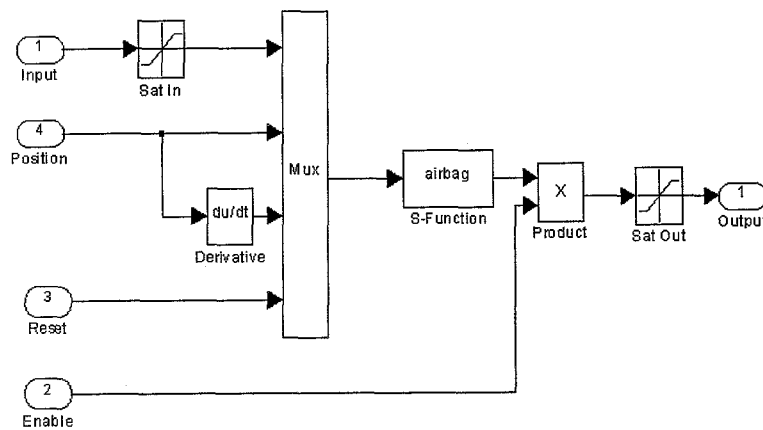 1
Input
Sat In
4
Position
du/dt
Derivative
Mux
3
Reset
2
Enable
airbag
S-Function
X
Product
Sat Out
1
Output